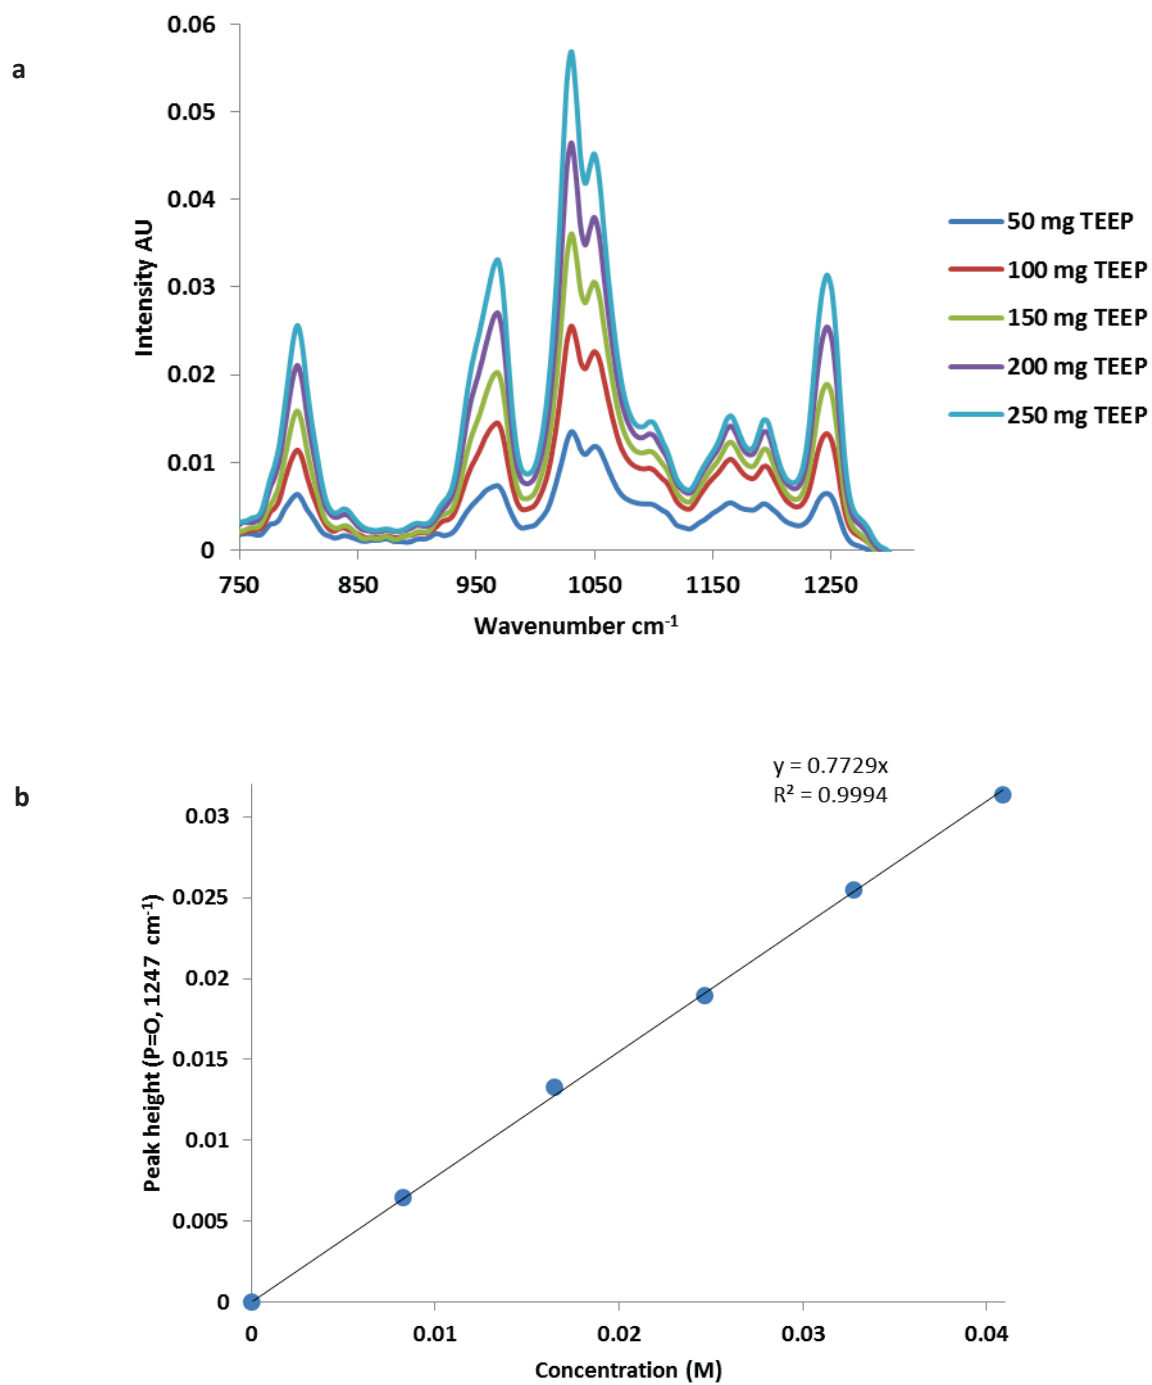 a
0.06
0.05
0.04
0.03
0.02
0.01
0
Intensity AU
750 850 950 1050 1150 1250
Wavenumber cm⁻¹
50 mg TEEP
100 mg TEEP
150 mg TEEP
200 mg TEEP
250 mg TEEP
b
y = 0.7729x
R² = 0.9994
0.03
0.025
0.02
0.015
0.01
0.005
0
Peak height (P=O, 1247 cm⁻¹)
0 0.01 0.02 0.03 0.04
Concentration (M)